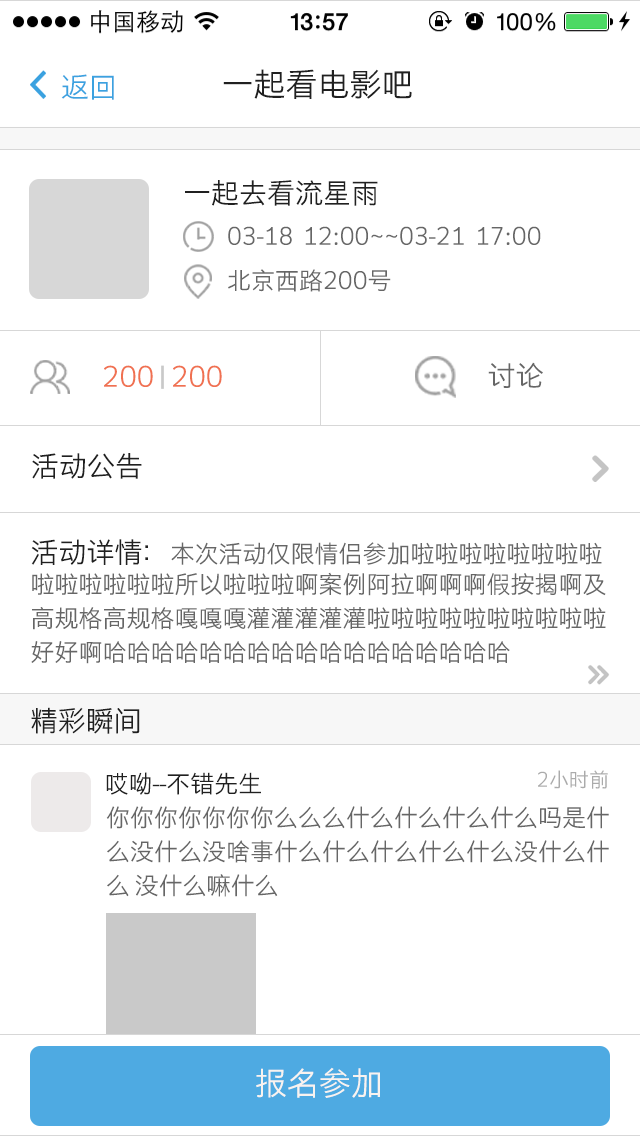 中国移动 13:57 100%
返回 一起看电影吧
一起去看流星雨
03-18 12:00~~03-21 17:00
北京西路200号
200|200 讨论
活动公告
活动详情: 本次活动仅限情侣参加啦啦啦啦啦啦啦啦
啦啦啦啦啦啦所以啦啦啦啊案例阿拉啊啊啊假按揭啊及
高规格高规格嘎嘎嘎灌灌灌灌灌啦啦啦啦啦啦啦啦啦啦
好好啊哈哈哈哈哈哈哈哈哈哈哈哈哈哈哈哈哈
精彩瞬间
哎呦--不错先生 2小时前
你你你你你你你么么么什么什么什么什么吗是什
么没什么没啥事什么什么什么什么什么没什么什
么 没什么嘛什么
报名参加